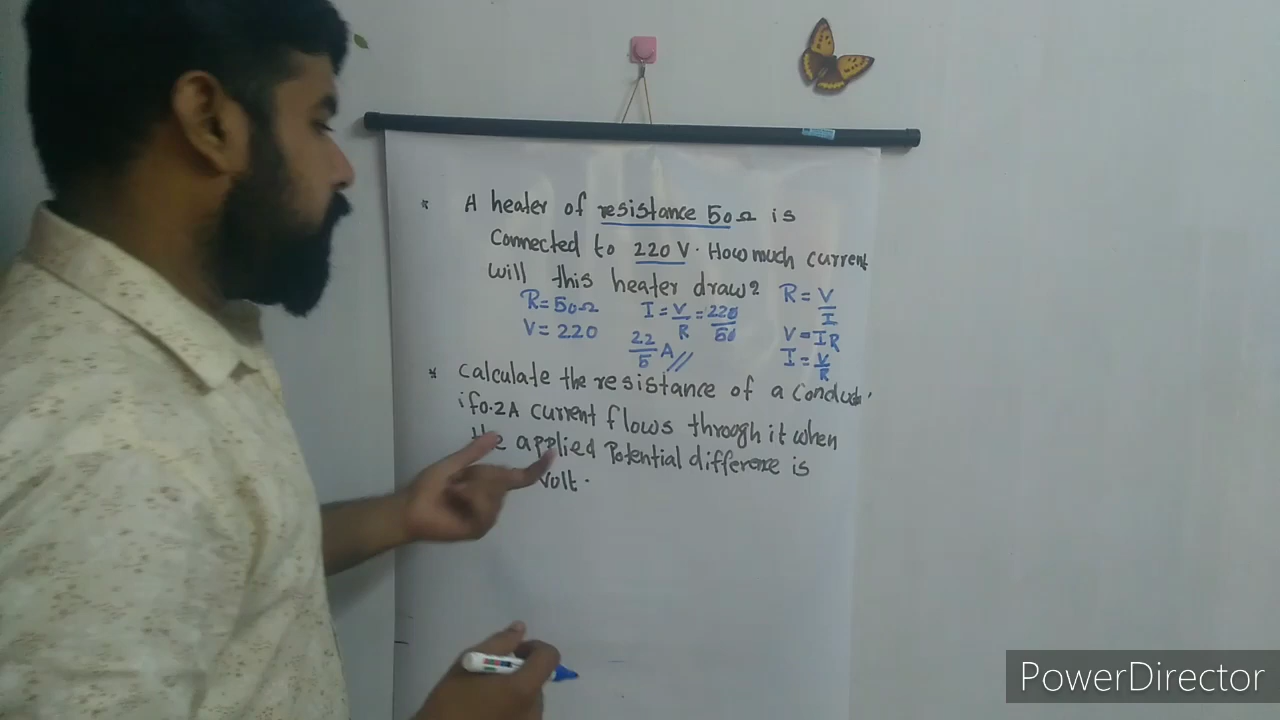 * A heater of resistance 50Ω is
connected to 220 V. How much current
will this heater draw?
R = 50Ω
V = 220
I = V/R = 220/50
22/5 A //
R = V/I
V = IR
I = V/R
* Calculate the resistance of a
if 0.2A current flows through it when
the applied Potential difference is
volt.
PowerDirector